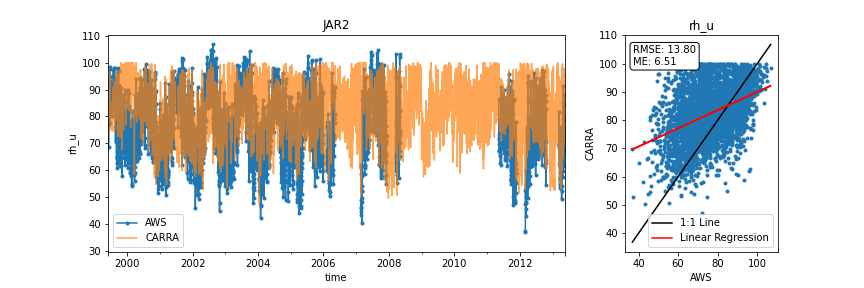 JAR2
rh_u
110
100
90
80
70
60
50
40
30
2000
2002
2004
2006
2008
2010
2012
time
AWS
CARRA
rh_u
CARRA
110
100
90
80
70
60
50
40
RMSE: 13.80
ME: 6.51
1:1 Line
Linear Regression
40
60
80
100
AWS